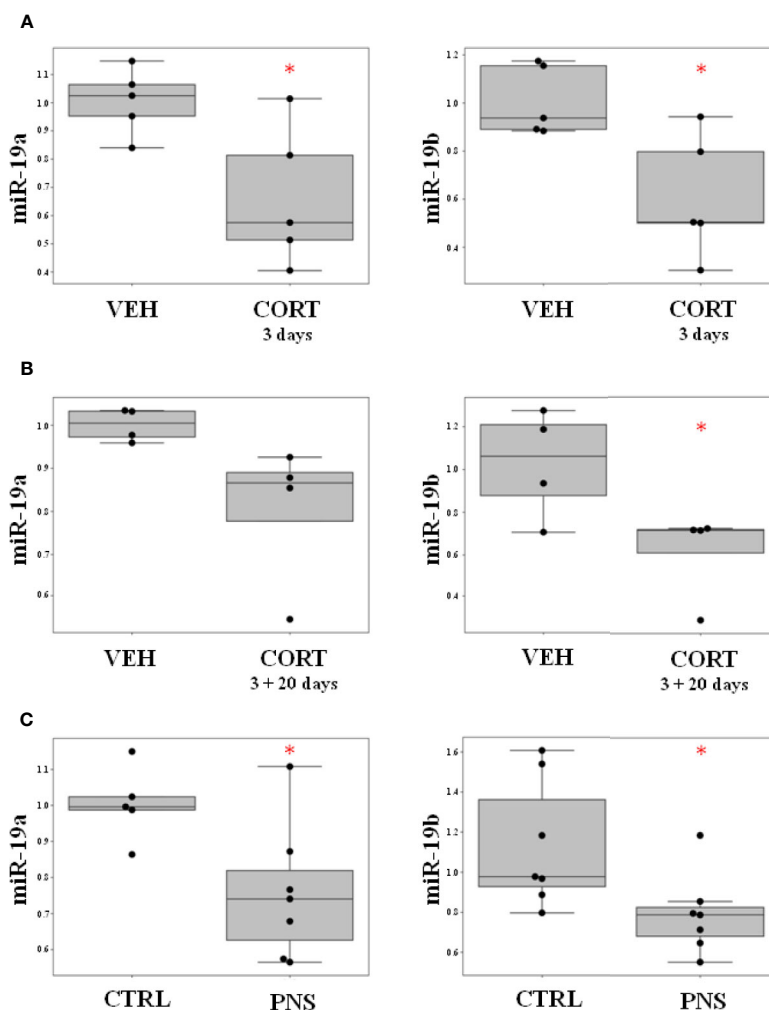 A
miR-19a
1.1
1.0
0.9
0.8
0.7
0.6
0.5
0.4
*
VEH
CORT
3 days
miR-19b
1.2
1.0
0.8
0.6
0.4
*
VEH
CORT
3 days
B
miR-19a
1.0
0.9
0.8
0.7
0.6
VEH
CORT
3 + 20 days
miR-19b
1.2
1.0
0.8
0.6
0.4
*
VEH
CORT
3 + 20 days
C
miR-19a
1.1
1.0
0.9
0.8
0.7
0.6
*
CTRL
PNS
miR-19b
1.6
1.4
1.2
1.0
0.8
0.6
*
CTRL
PNS